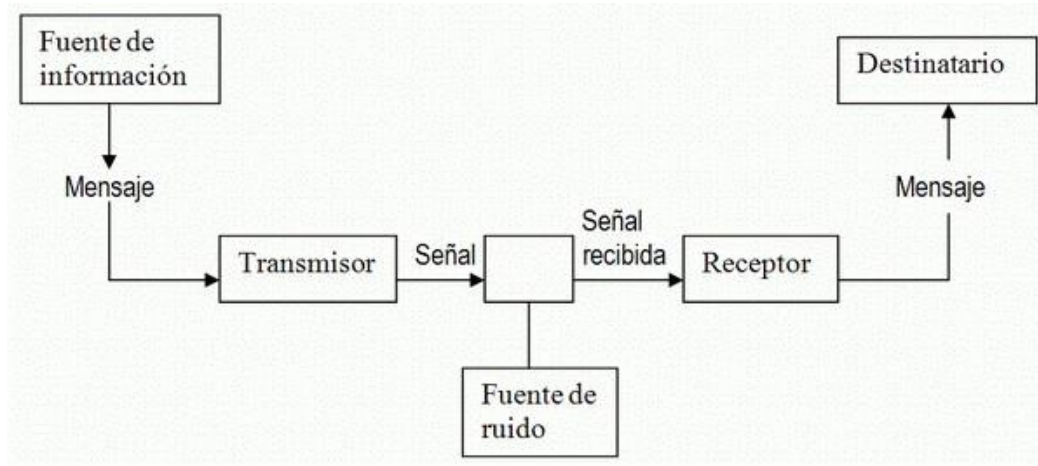 Fuente de
información
Mensaje
Transmisor
Señal
Señal
recibida
Receptor
Mensaje
Destinatario
Fuente de
ruido